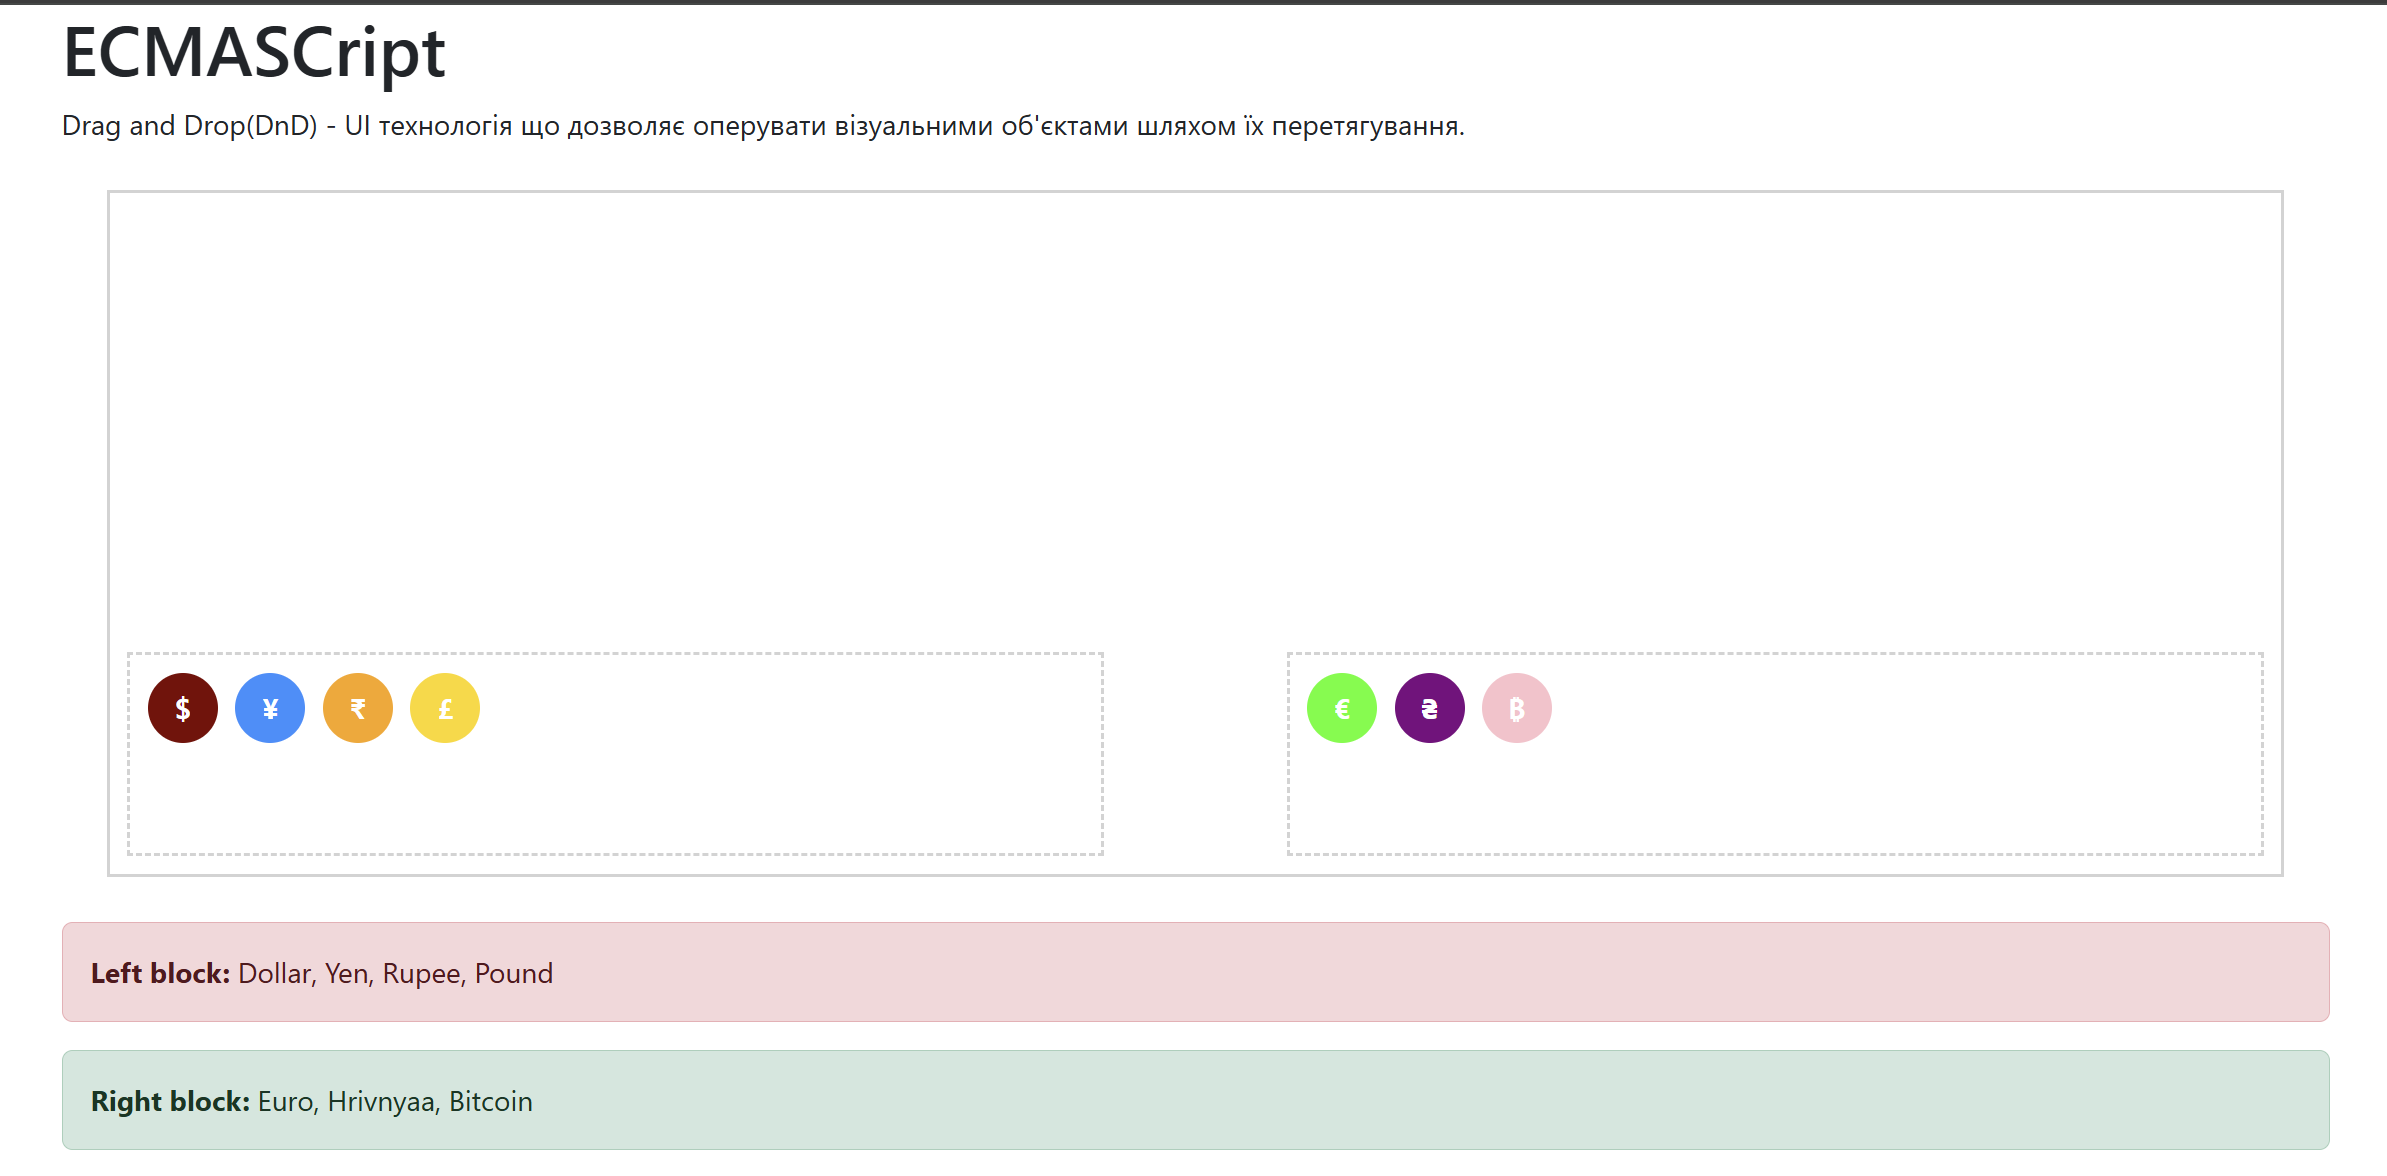 ECMASCript
Drag and Drop(DnD) - UI технологія що дозволяє оперувати візуальними об'єктами шляхом їх перетягування.
$ ¥ ₹ £ € ₴ ฿
Left block: Dollar, Yen, Rupee, Pound
Right block: Euro, Hrivnyaa, Bitcoin